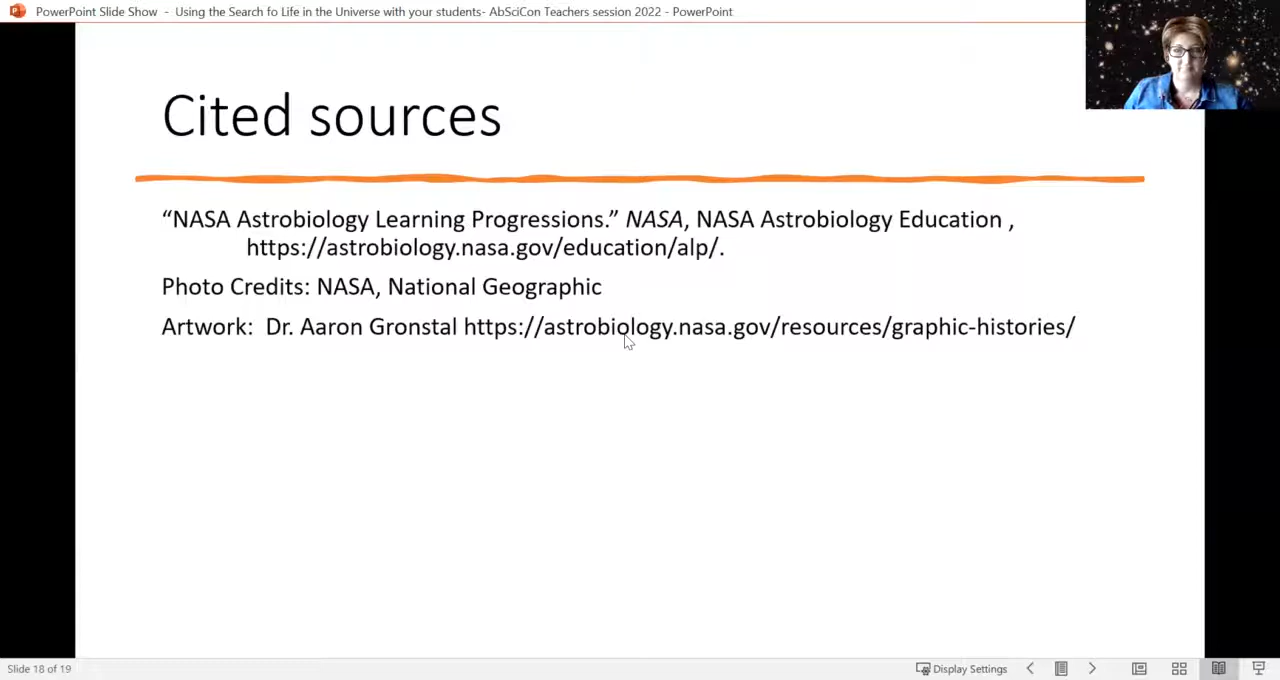 PowerPoint Slide Show - Using the Search fo Life in the Universe with your students- AbSciCon Teachers session 2022 - PowerPoint
Cited sources
“NASA Astrobiology Learning Progressions.” NASA, NASA Astrobiology Education ,
https://astrobiology.nasa.gov/education/alp/.
Photo Credits: NASA, National Geographic
Artwork:  Dr. Aaron Gronstal https://astrobiology.nasa.gov/resources/graphic-histories/
Slide 18 of 19
Display Settings